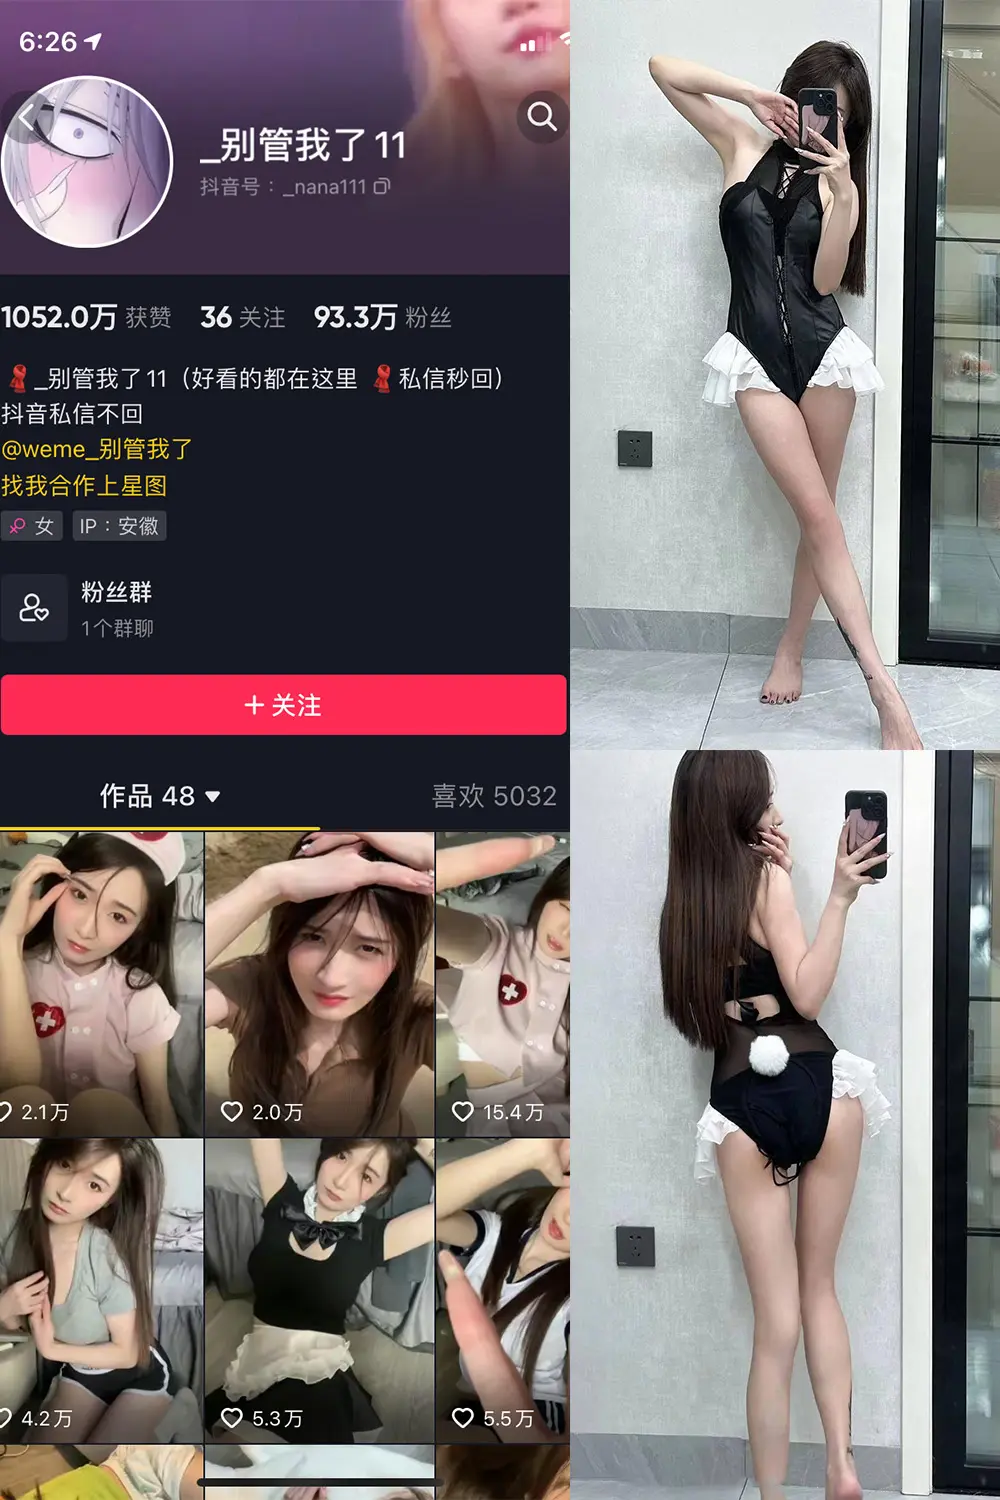 6:26
_别管我了11
抖音号：_nana111
1052.0万 获赞 36 关注 93.3万 粉丝
_别管我了11（好看的都在这里 私信秒回）
抖音私信不回
@weme_别管我了
找我合作上星图
女 IP：安徽
粉丝群
1个群聊
+ 关注
作品 48 喜欢 5032
2.1万 2.0万 15.4万
4.2万 5.3万 5.5万